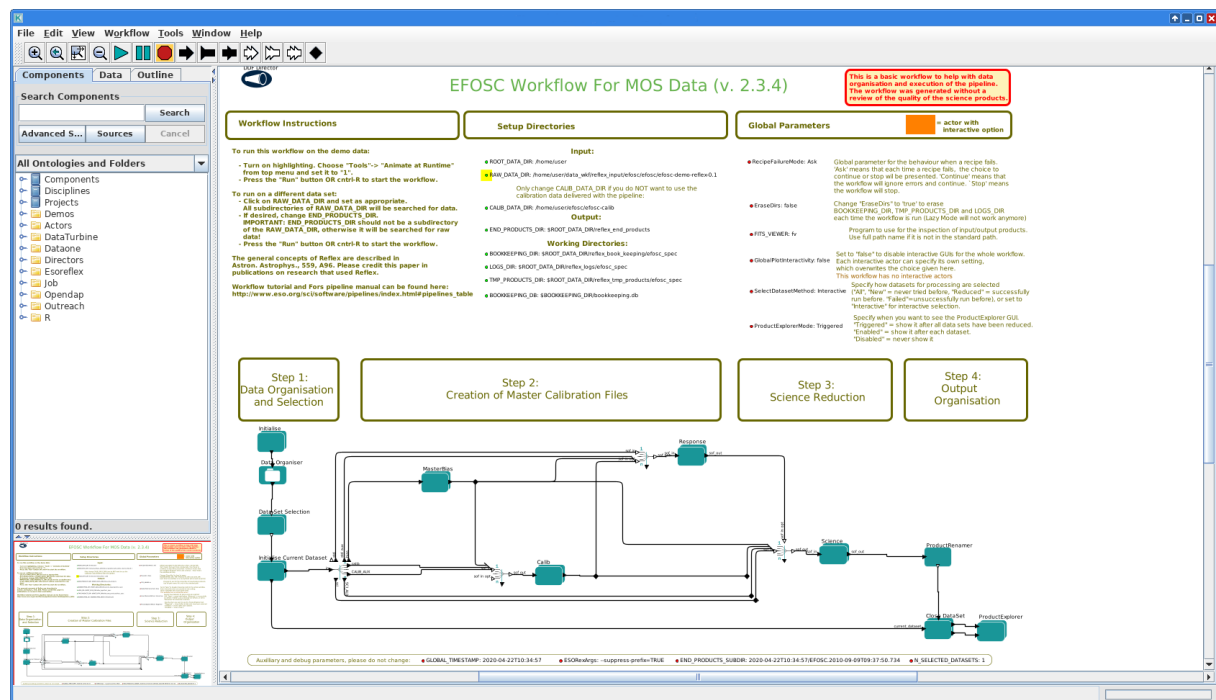 File Edit View Workflow Tools Window Help
Components Data Outline
Search Components
Search
Advanced S... Sources Cancel
All Ontologies and Folders
Components
Disciplines
Projects
Demos
Actors
DataTurbine
Dataone
Directors
Esoreflex
Job
Opendap
Outreach
R
0 results found.
DDF Director
EFOSC Workflow For MOS Data (v. 2.3.4)
This is a basic workflow to help with data
organisation and execution of the pipeline.
The workflow was generated without a
review of the quality of the science products.
Workflow Instructions
Setup Directories
Global Parameters
= actor with
interactive option
To run this workflow on the demo data:
- Turn on highlighting. Choose "Tools"-> "Animate at Runtime"
from top menu and set it to "1".
- Press the "Run" button OR cntrl-R to start the workflow.
To run on a different data set:
- Click on RAW_DATA_DIR and set as appropriate.
All subdirectories of RAW_DATA_DIR will be searched for data.
- If desired, change END_PRODUCTS_DIR.
IMPORTANT: END_PRODUCTS_DIR should not be a subdirectory
of the RAW_DATA_DIR, otherwise it will be searched for raw
data!
- Press the "Run" button OR cntrl-R to start the workflow.
The general concepts of Reflex are described in
Astron. Astrophys., 559, A96. Please credit this paper in
publications on research that used Reflex.
Workflow tutorial and Fors pipeline manual can be found here:
http://www.eso.org/sci/software/pipelines/index.html#pipelines_table
Input:
ROOT_DATA_DIR: /home/user
RAW_DATA_DIR: /home/user/data_wkf/reflex_input/efosc/efosc/efosc-demo-reflex-0.1
Only change CALIB_DATA_DIR if you do NOT want to use the
calibration data delivered with the pipeline:
CALIB_DATA_DIR: /home/user/efosc/efosc-calib
Output:
END_PRODUCTS_DIR: $ROOT_DATA_DIR/reflex_end_products
Working Directories:
BOOKKEEPING_DIR: $ROOT_DATA_DIR/reflex_book_keeping/efosc_spec
LOGS_DIR: $ROOT_DATA_DIR/reflex_logs/efosc_spec
TMP_PRODUCTS_DIR: $ROOT_DATA_DIR/reflex_tmp_products/efosc_spec
BOOKKEEPING_DB: $BOOKKEEPING_DIR/bookkeeping.db
RecipeFailureMode: Ask
Global parameter for the behaviour when a recipe fails.
'Ask' means that each time a recipe fails, the choice to
continue or stop will be presented. 'Continue' means that
the workflow will ignore errors and continue. `Stop' means
the workflow will stop.
EraseDirs: false
Change "EraseDirs" to 'true' to erase
BOOKKEEPING_DIR, TMP_PRODUCTS_DIR and LOGS_DIR
each time the workflow is run (Lazy Mode will not work anymore)
FITS_VIEWER: fv
Program to use for the inspection of input/output products.
Use full path name if it is not in the standard path.
GlobalPlotInteractivity: false
Set to "false" to disable interactive GUIs for the whole workflow.
Each interactive actor can specify its own setting,
which overwrites the choice given here.
This workflow has no interactive actors
SelectDatasetMethod: Interactive
Specify how datasets for processing are selected
("All", "New" = never tried before, "Reduced" = successfully
run before, "Failed"=unsuccessfully run before), or set to
"Interactive" for interactive selection.
ProductExplorerMode: Triggered
Specify when you want to see the ProductExplorer GUI.
"Triggered" = show it after all data sets have been reduced.
"Enabled" = show it after each dataset.
"Disabled" = never show it
Step 1:
Data Organisation
and Selection
Step 2:
Creation of Master Calibration Files
Step 3:
Science Reduction
Step 4:
Output
Organisation
Initialise
Data Organiser
DataSet Selection
Initialise Current Dataset
MasterBias
Response
Calib
Science
ProductRenamer
Close DataSet
ProductExplorer
CALIB_AUX
sof_in
sof_out
sof_in
sof_out
sof_out
current_dataset
Auxiliary and debug parameters, please do not change:
GLOBAL_TIMESTAMP: 2020-04-22T10:34:57
ESORexArgs: --suppress-prefix=TRUE
END_PRODUCTS_SUBDIR: 2020-04-22T10:34:57/EFOSC.2010-09-09T09:37:50.734
N_SELECTED_DATASETS: 1